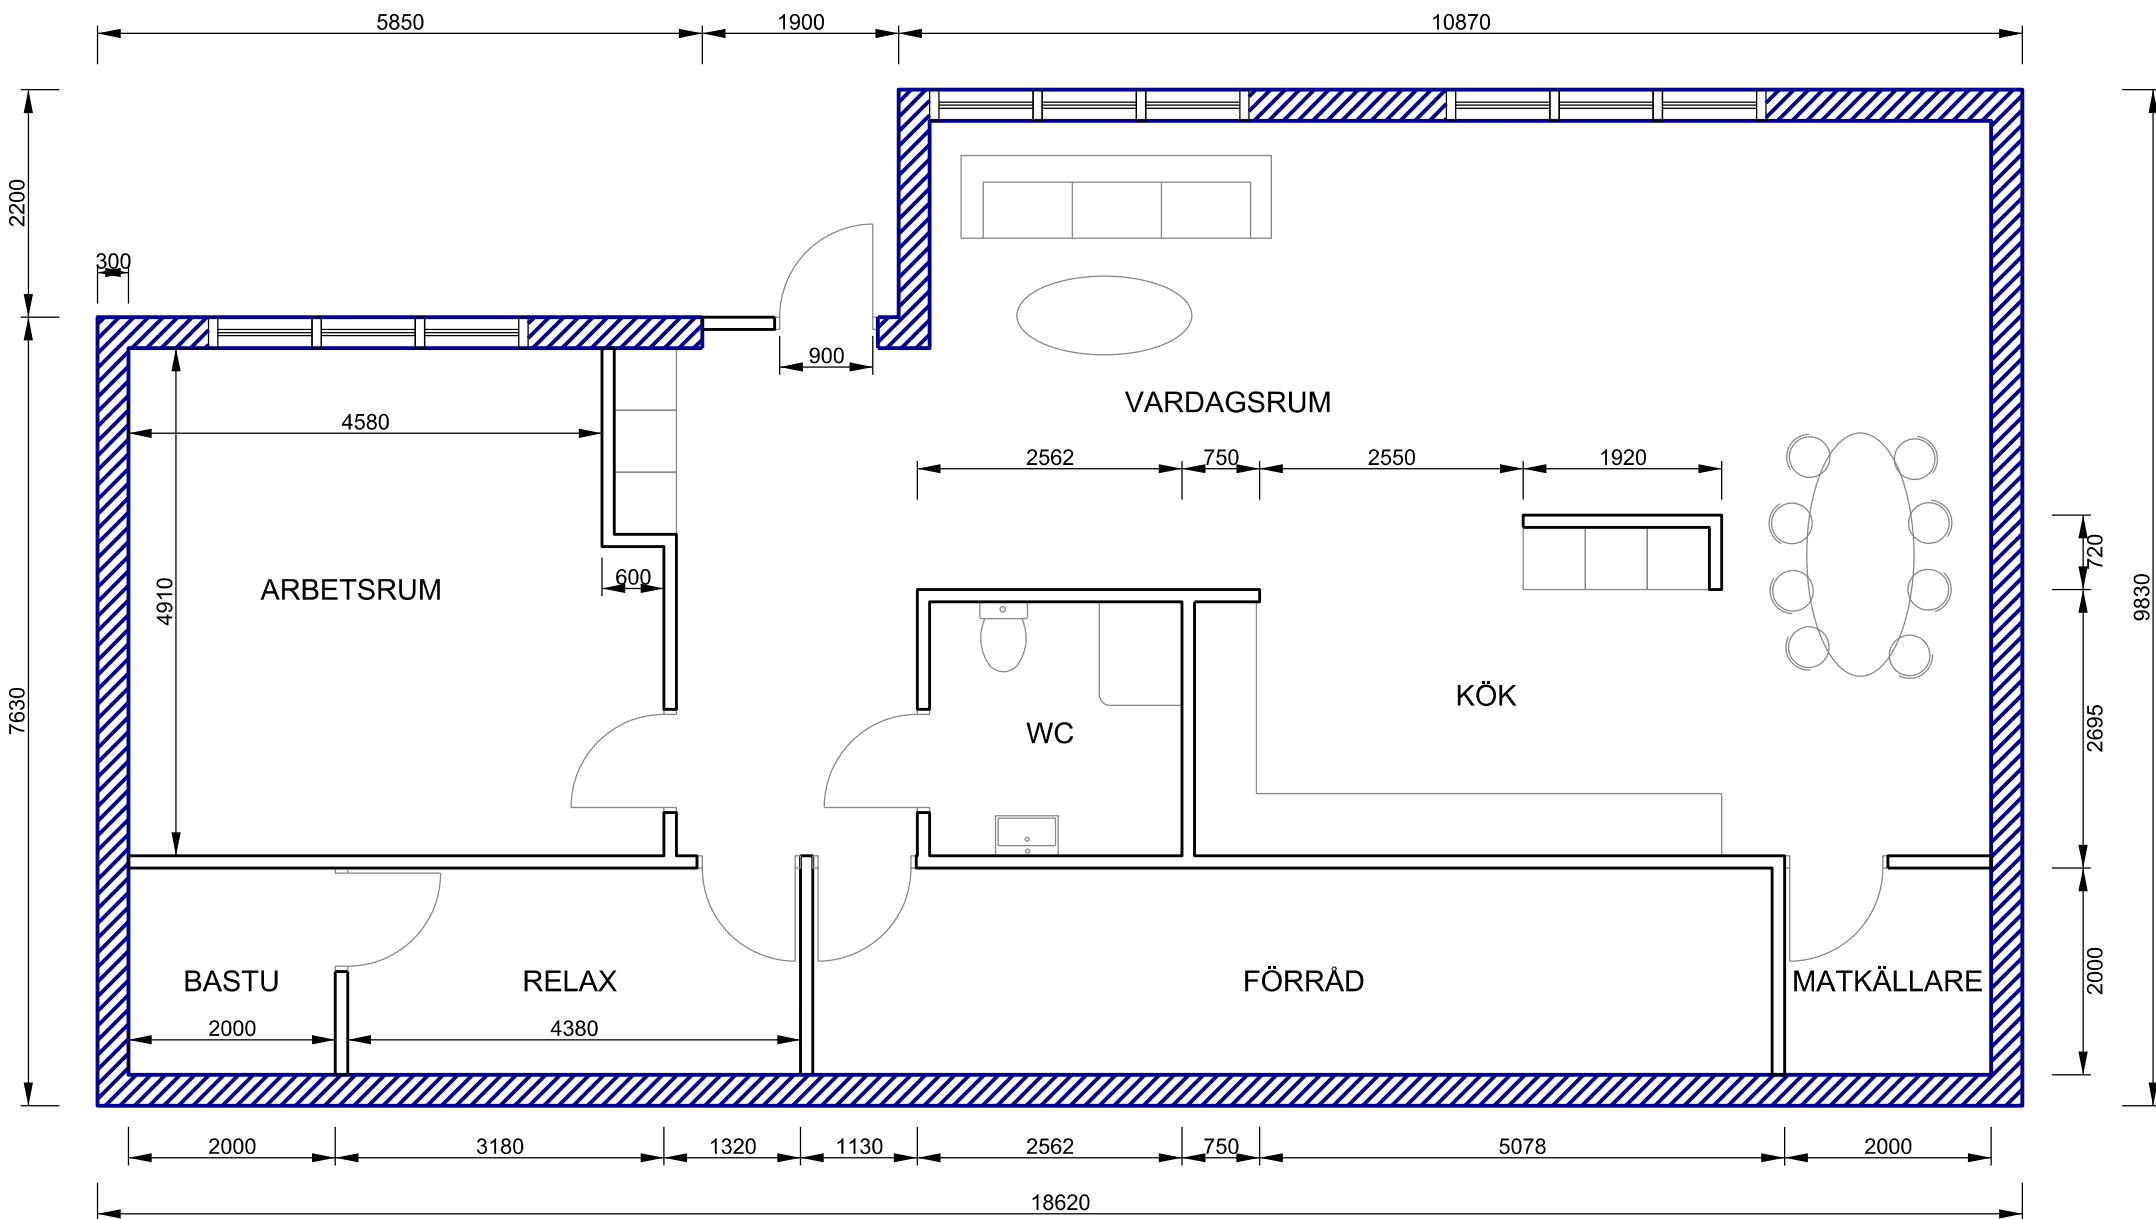 5850 1900 10870
2200
300
900
4580
VARDAGSRUM
2562 750 2550 1920
720
600
ARBETSRUM
4910
9830
7630
KÖK
2695
WC
BASTU RELAX FÖRRÅD MATKÄLLARE
2000
2000 4380
2000 3180 1320 1130 2562 750 5078 2000
18620